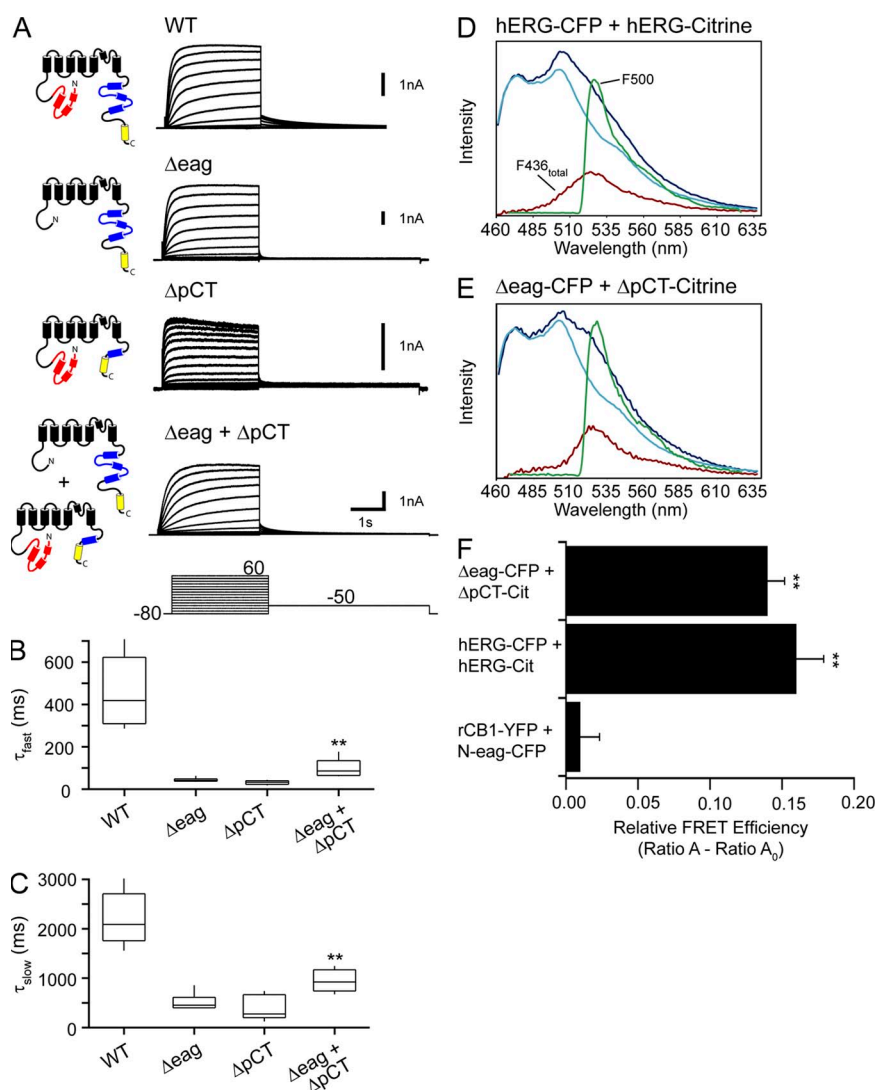 A
WT
N
C
1nA
Δeag
N
C
1nA
ΔpCT
N
C
1nA
Δeag + ΔpCT
N
C
+
N
C
1nA
1s
60
-80
-50
B
τfast
(ms)
600
400
200
0
**
WT
Δeag
ΔpCT
Δeag +
ΔpCT
C
τslow (ms)
3000
2000
1000
0
**
WT
Δeag
ΔpCT
Δeag +
ΔpCT
D
hERG-CFP + hERG-Citrine
Intensity
F500
F436total
460 485 510 535 560 585 610 635
Wavelength (nm)
E
Δeag-CFP + ΔpCT-Citrine
Intensity
460 485 510 535 560 585 610 635
Wavelength (nm)
F
Δeag-CFP +
ΔpCT-Cit
**
hERG-CFP +
hERG-Cit
**
rCB1-YFP +
N-eag-CFP
0.00 0.05 0.10 0.15 0.20
Relative FRET Efficiency
(Ratio A - Ratio A0)